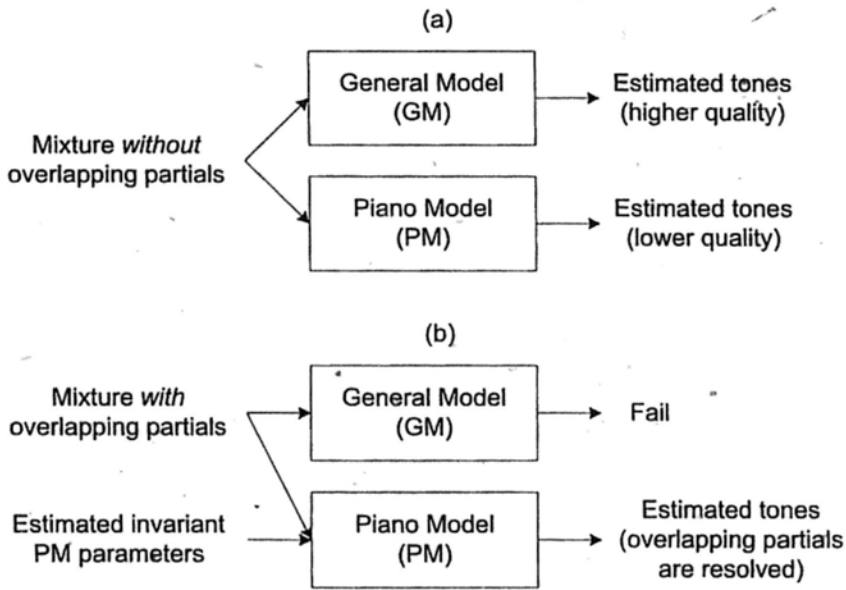 (a)
General Model
(GM)
Estimated tones
(higher quality)
Mixture without
overlapping partials
Piano Model
(PM)
Estimated tones
(lower quality)
(b)
Mixture with
overlapping partials
General Model
(GM)
Fail
Estimated invariant
PM parameters
Piano Model
(PM)
Estimated tones
(overlapping partials
are resolved)